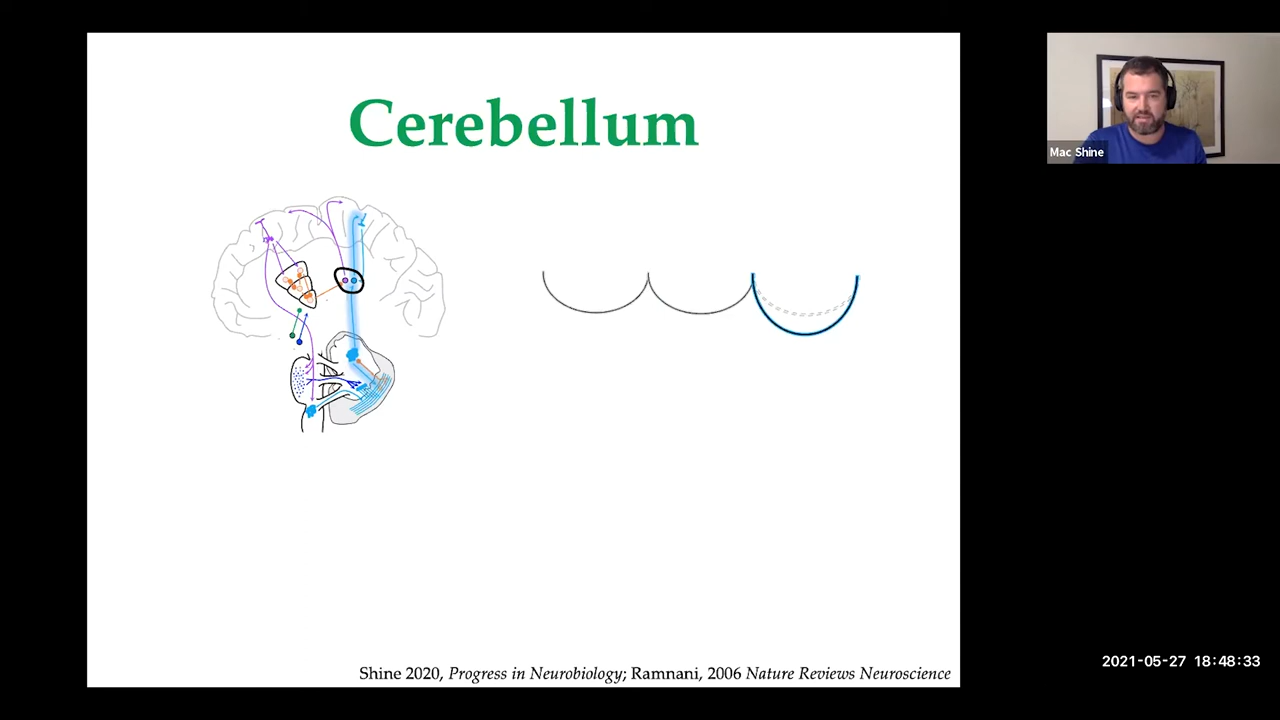 Cerebellum
Mac Shine
Shine 2020, Progress in Neurobiology; Ramnani, 2006 Nature Reviews Neuroscience
2021-05-27 18:48:33